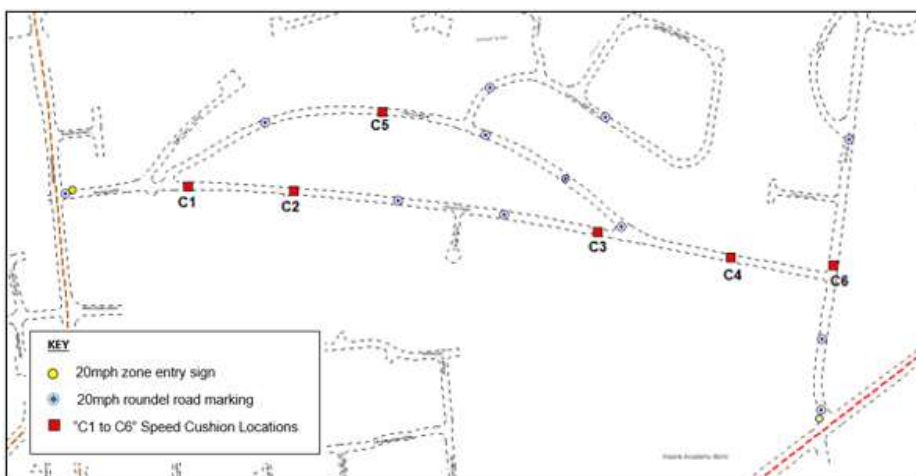 C5
C1
C2
C3
C4
C6
KEY
20mph zone entry sign
20mph roundel road marking
"C1 to C6" Speed Cushion Locations